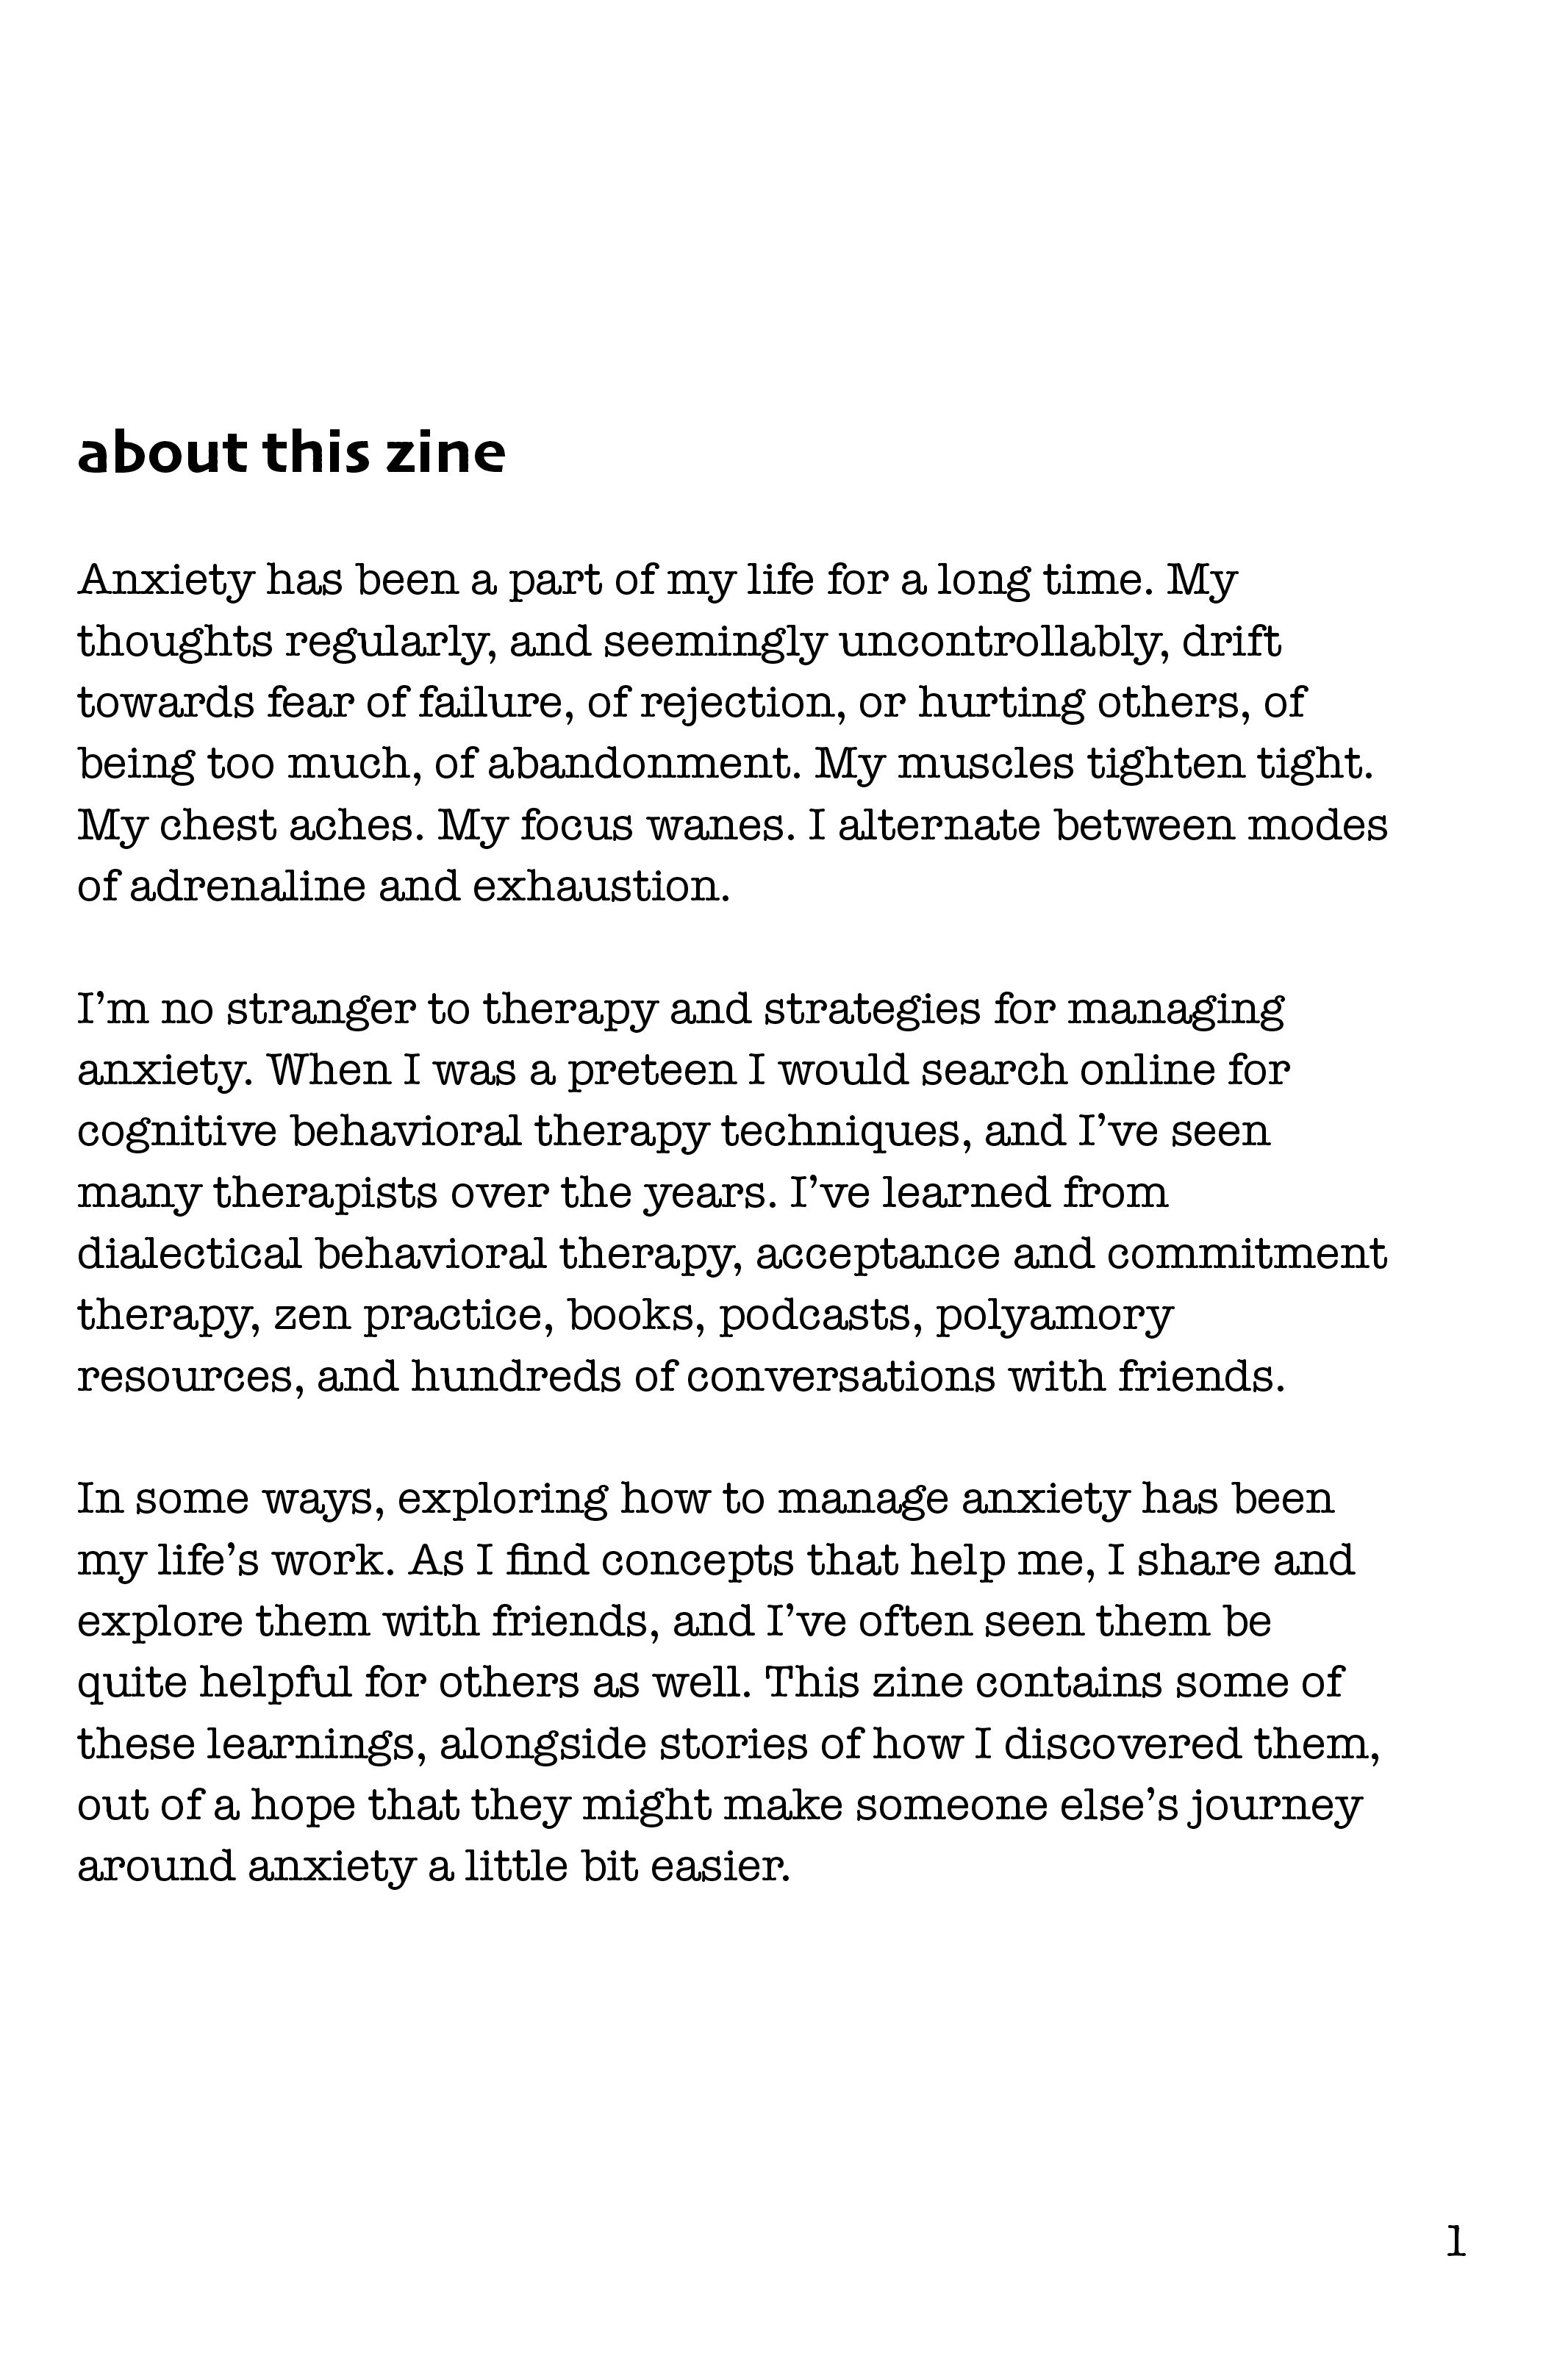 about this zine
Anxiety has been a part of my life for a long time. My
thoughts regularly, and seemingly uncontrollably, drift
towards fear of failure, of rejection, or hurting others, of
being too much, of abandonment. My muscles tighten tight.
My chest aches. My focus wanes. I alternate between modes
of adrenaline and exhaustion.
I’m no stranger to therapy and strategies for managing
anxiety. When I was a preteen I would search online for
cognitive behavioral therapy techniques, and I’ve seen
many therapists over the years. I’ve learned from
dialectical behavioral therapy, acceptance and commitment
therapy, zen practice, books, podcasts, polyamory
resources, and hundreds of conversations with friends.
In some ways, exploring how to manage anxiety has been
my life’s work. As I find concepts that help me, I share and
explore them with friends, and I’ve often seen them be
quite helpful for others as well. This zine contains some of
these learnings, alongside stories of how I discovered them,
out of a hope that they might make someone else’s journey
around anxiety a little bit easier.
1